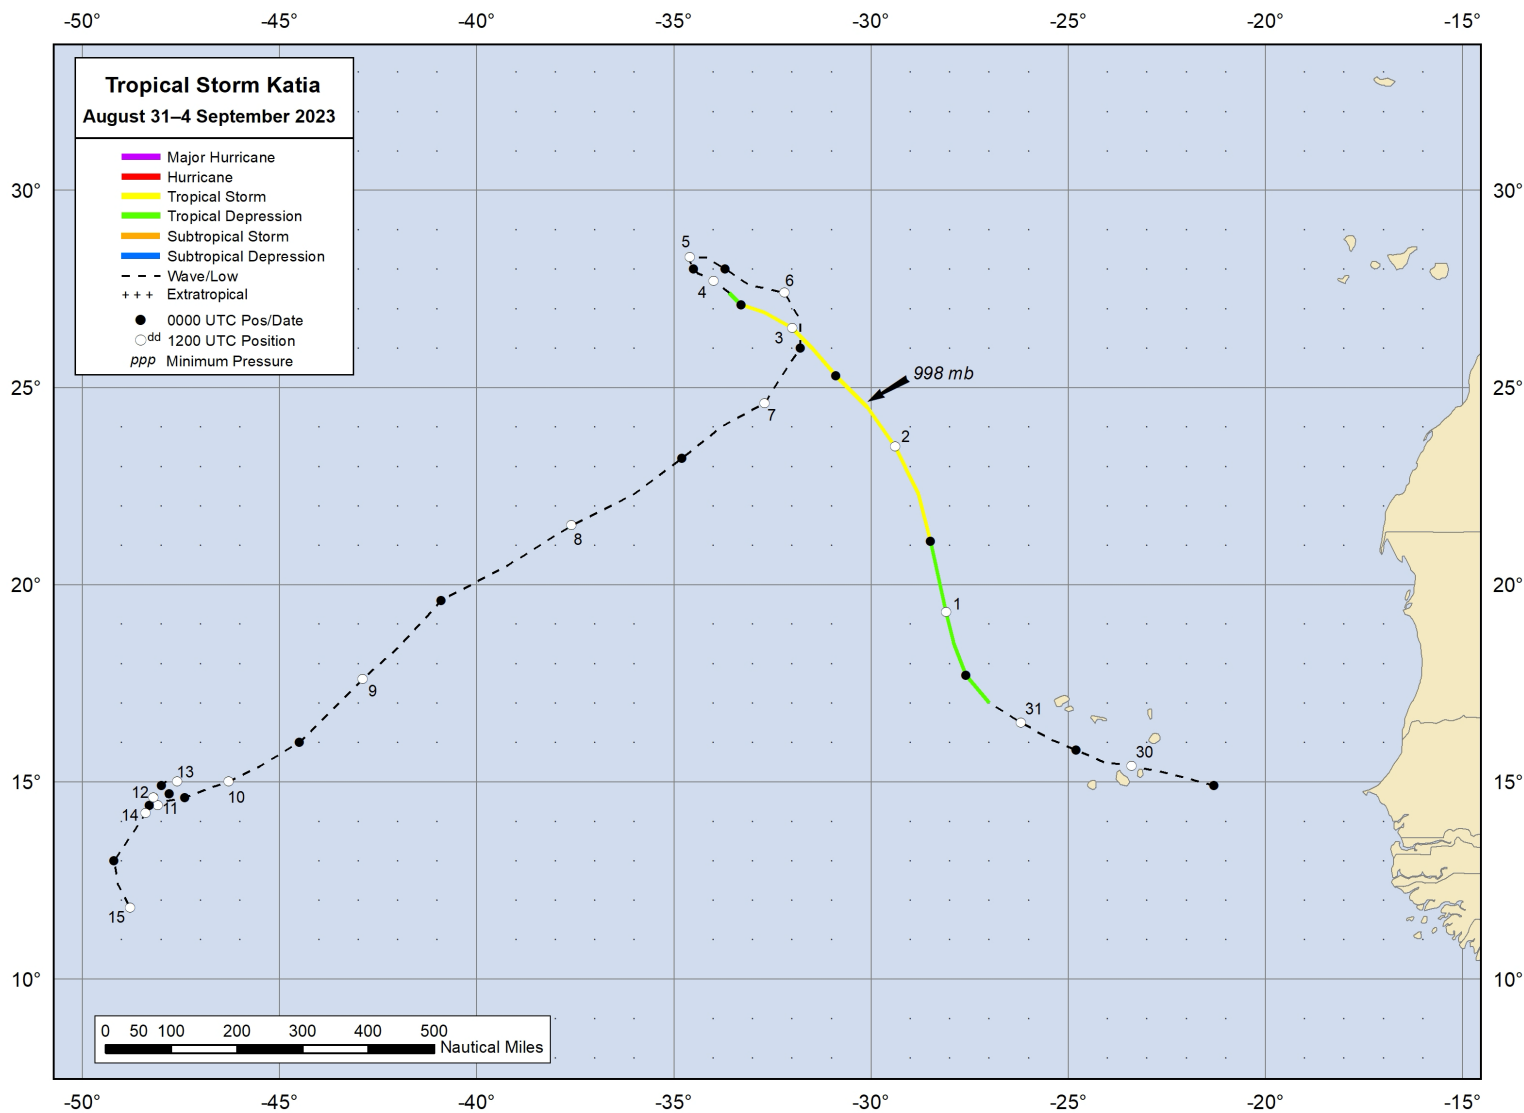 -50° -45° -40° -35° -30° -25° -20° -15°
Tropical Storm Katia
August 31–4 September 2023
Major Hurricane
Hurricane
Tropical Storm
Tropical Depression
Subtropical Storm
Subtropical Depression
Wave/Low
+++ Extratropical
0000 UTC Pos/Date
dd 1200 UTC Position
ppp Minimum Pressure
30° 30°
5
6
4
3
998 mb
25° 25°
7
2
8
20° 20°
1
9
31
30
13
15° 15°
12
10
11
14
15
10° 10°
0 50 100 200 300 400 500
Nautical Miles
-50° -45° -40° -35° -30° -25° -20° -15°